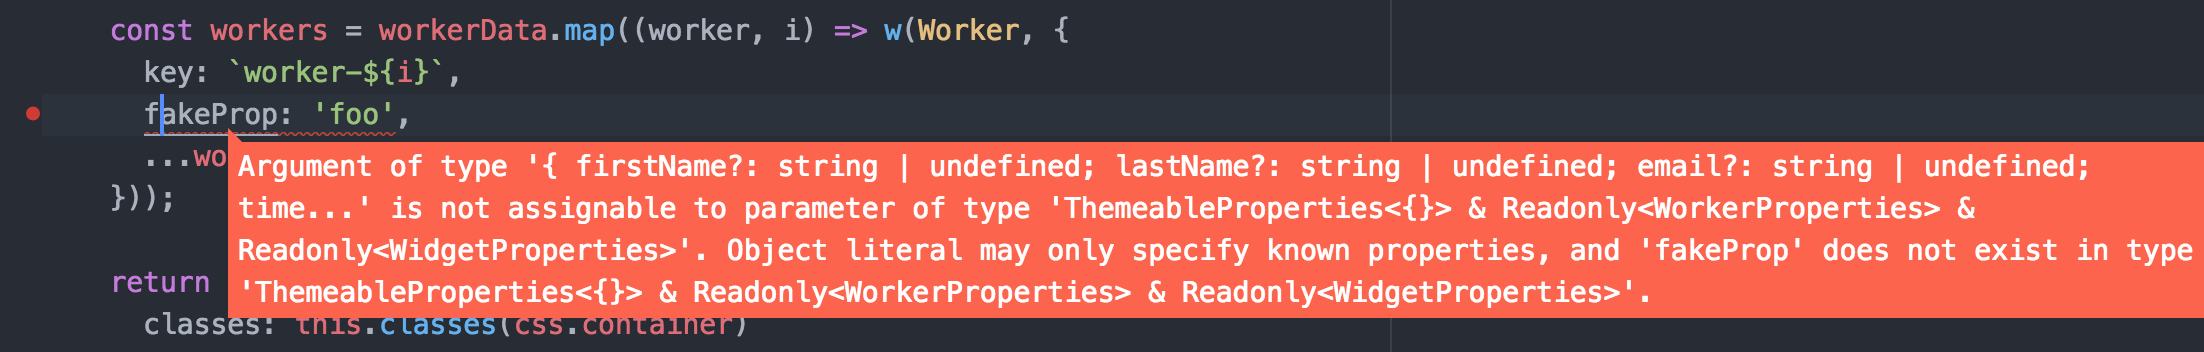 const workers = workerData.map((worker, i) => w(Worker, {
key: `worker-${i}`,
fakeProp: 'foo',
...wo
Argument of type '{ firstName?: string | undefined; lastName?: string | undefined; email?: string | undefined;
time...' is not assignable to parameter of type 'ThemeableProperties<{}> & Readonly<WorkerProperties> &
Readonly<WidgetProperties>'. Object literal may only specify known properties, and 'fakeProp' does not exist in type
'ThemeableProperties<{}> & Readonly<WorkerProperties> & Readonly<WidgetProperties>'.
}));
return
classes: this.classes(css.container)